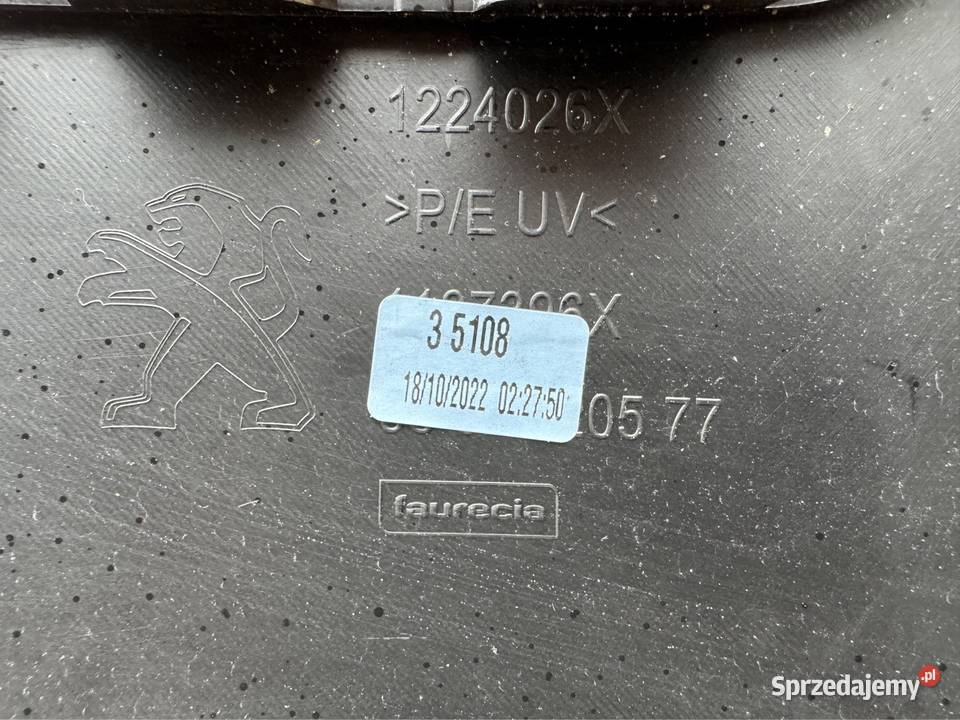 1224026X
>P/E UV<
3 5108
18/10/2022 02:27:50
05 77
faurecia
Sprzedajemy.pl